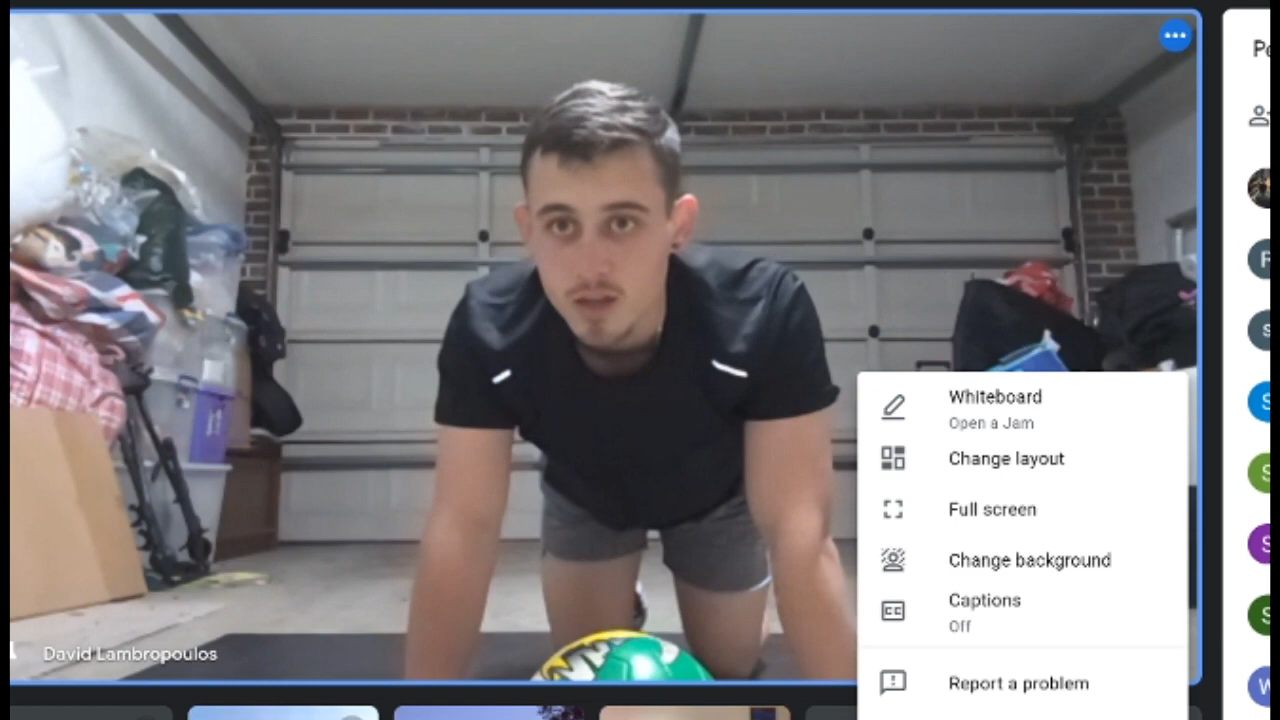 Whiteboard
Open a Jam
Change layout
Full screen
Change background
Captions
Off
Report a problem
David Lambropoulos